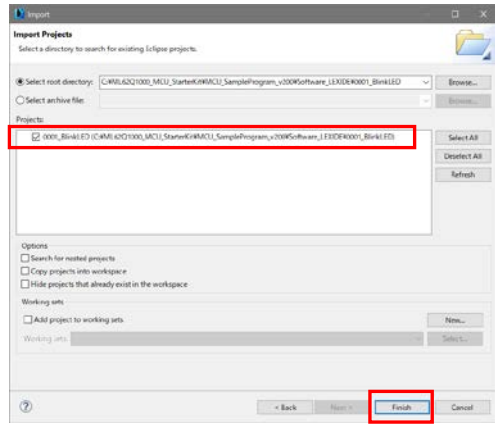 Import
Import Projects
Select a directory to search for existing Eclipse projects.
Select root directory: C:¥ML62Q1000_MCU_StarterKit¥MCU_SampleProgram_v200¥Software_LEXIDE¥0001_BlinkLED Browse...
Select archive file: Browse...
Projects:
0001_BlinkLED (C:¥ML62Q1000_MCU_StarterKit¥MCU_SampleProgram_v200¥Software_LEXIDE¥0001_BlinkLED) Select All
Deselect All
Refresh
Options
Search for nested projects
Copy projects into workspace
Hide projects that already exist in the workspace
Working sets
Add project to working sets New...
Working sets: Select...
< Back Next > Finish Cancel